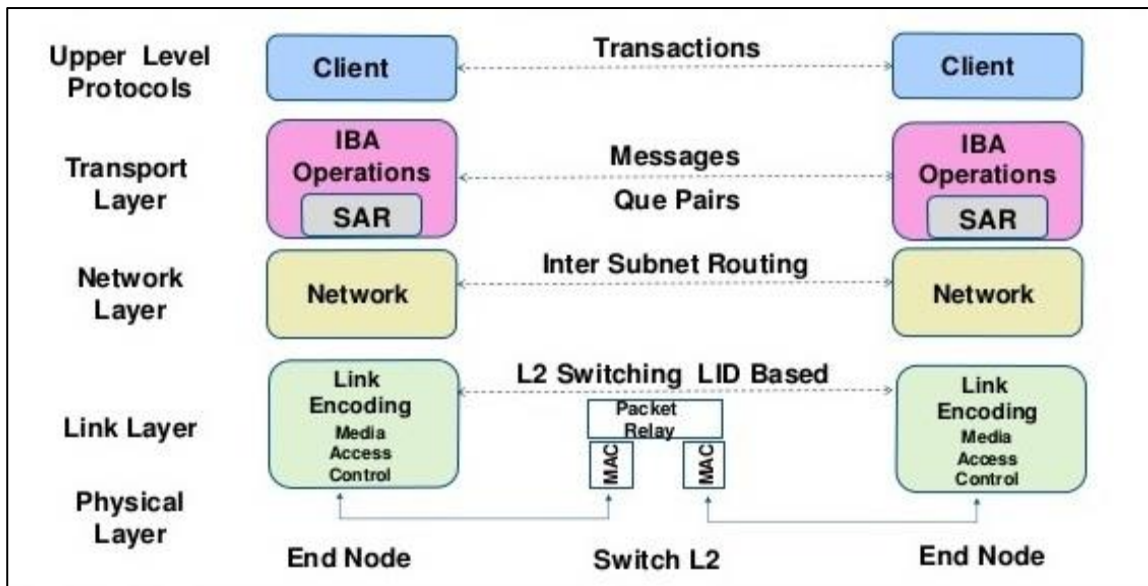 Upper Level
Protocols
Client
Transactions
Client
Transport
Layer
IBA
Operations
SAR
Messages
Que Pairs
IBA
Operations
SAR
Network
Layer
Network
Inter Subnet Routing
Network
Link Layer
Link
Encoding
Media
Access
Control
L2 Switching LID Based
Packet
Relay
MAC
MAC
Link
Encoding
Media
Access
Control
Physical
Layer
End Node
Switch L2
End Node